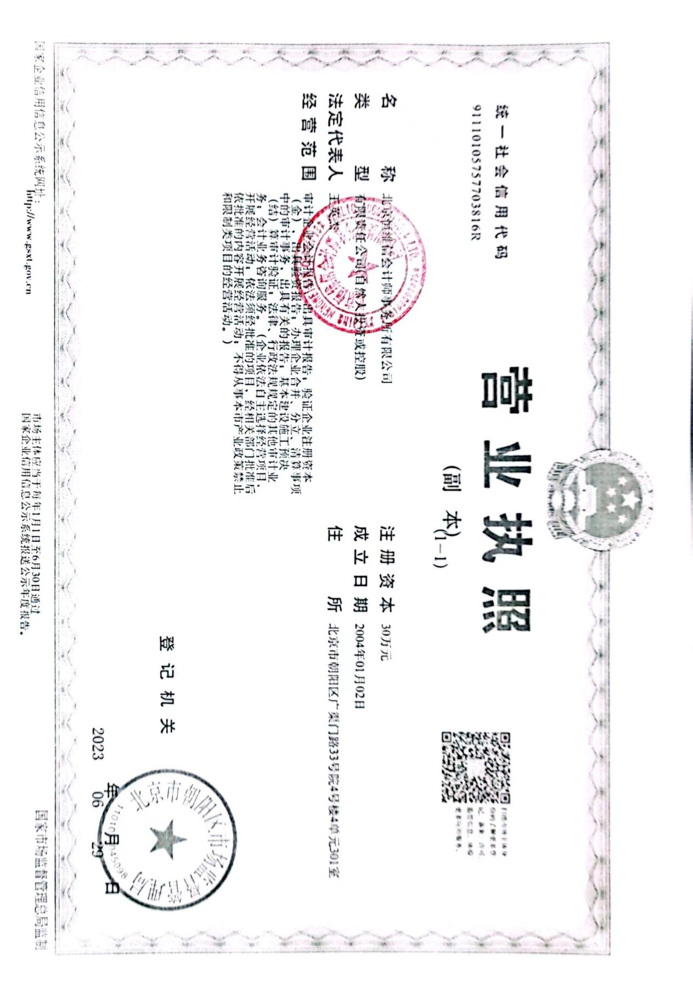 营业执照
(副 本)(1-1)
统一社会信用代码
91110105757703816R
名 称 北京恒维信会计师事务所有限公司
类 型 有限责任公司(自然人投资或控股)
法定代表人 王英
经营范围 审计企业会计报告,出具审计报告;验证企业注册资本
(金),出具验资报告;办理企业合并、分立、清算事项
中的审计事务,出具有关的报告;基本建设施工预决
(结)算审计验证;法律、行政法规规定的其他审计业
务;会计业务咨询服务。(企业依法自主选择经营项目,
开展经营活动;依法须经批准的项目,经相关部门批准后
依批准的内容开展经营活动;不得从事本市产业政策禁止
和限制类项目的经营活动。)
注册资本 30万元
成立日期 2004年01月02日
住 所 北京市朝阳区广渠门路33号院4号楼4单元301室
登记机关
北京市朝阳区市场监督管理局
2023 年 06 月 29 日
国家企业信用信息公示系统网址:
http://www.gsxt.gov.cn
市场主体应当于每年1月1日至6月30日通过
国家企业信用信息公示系统报送公示年度报告。
国家市场监督管理总局监制